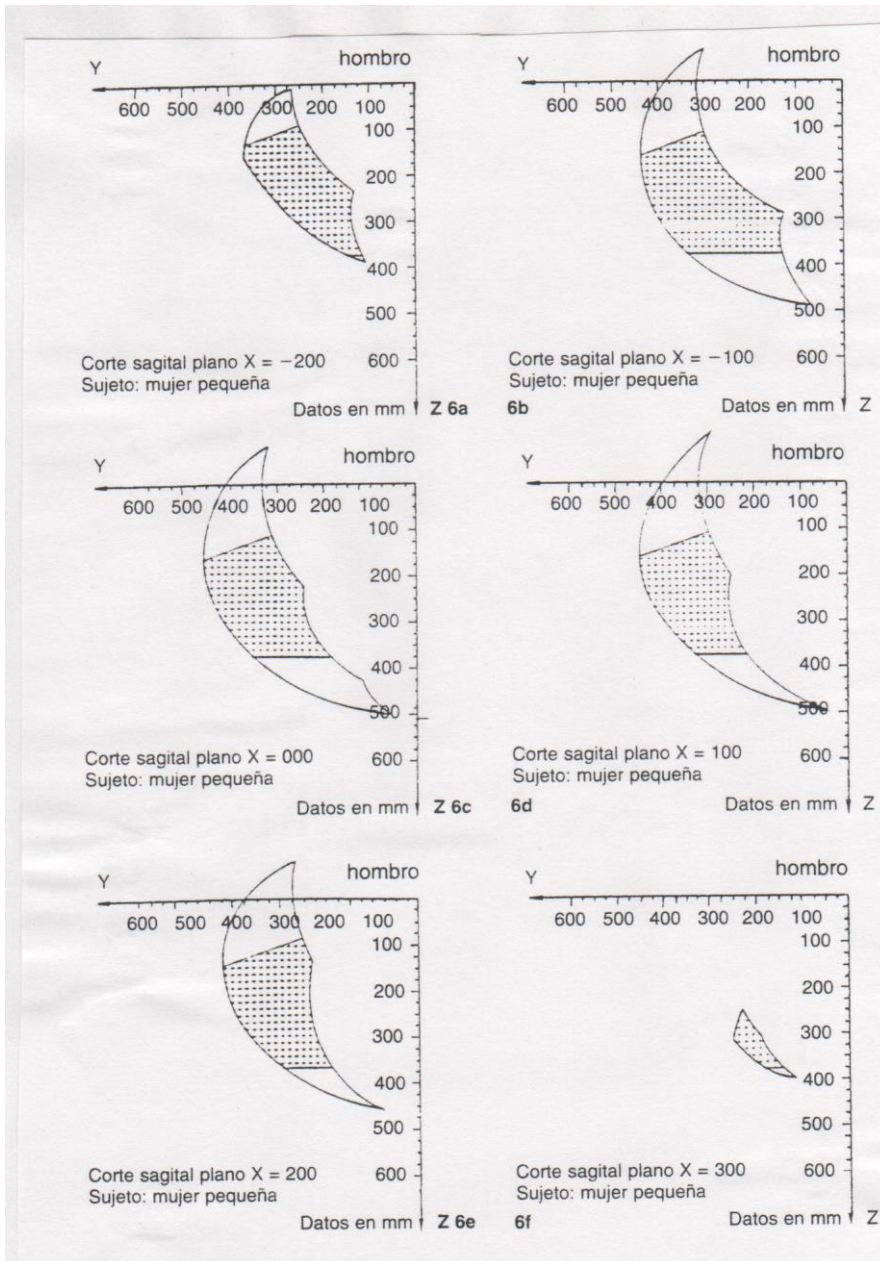 Y hombro
600 500 400 300 200 100
100
200
300
400
500
600
Corte sagital plano X = −200
Sujeto: mujer pequeña
Datos en mm Z 6a
Y hombro
600 500 400 300 200 100
100
200
300
400
500
600
Corte sagital plano X = −100
Sujeto: mujer pequeña
6b Datos en mm Z
Y hombro
600 500 400 300 200 100
100
200
300
400
500
600
Corte sagital plano X = 000
Sujeto: mujer pequeña
Datos en mm Z 6c
Y hombro
600 500 400 300 200 100
100
200
300
400
500
600
Corte sagital plano X = 100
Sujeto: mujer pequeña
6d Datos en mm Z
Y hombro
600 500 400 300 200 100
100
200
300
400
500
600
Corte sagital plano X = 200
Sujeto: mujer pequeña
Datos en mm Z 6e
Y hombro
600 500 400 300 200 100
100
200
300
400
500
600
Corte sagital plano X = 300
Sujeto: mujer pequeña
6f Datos en mm Z